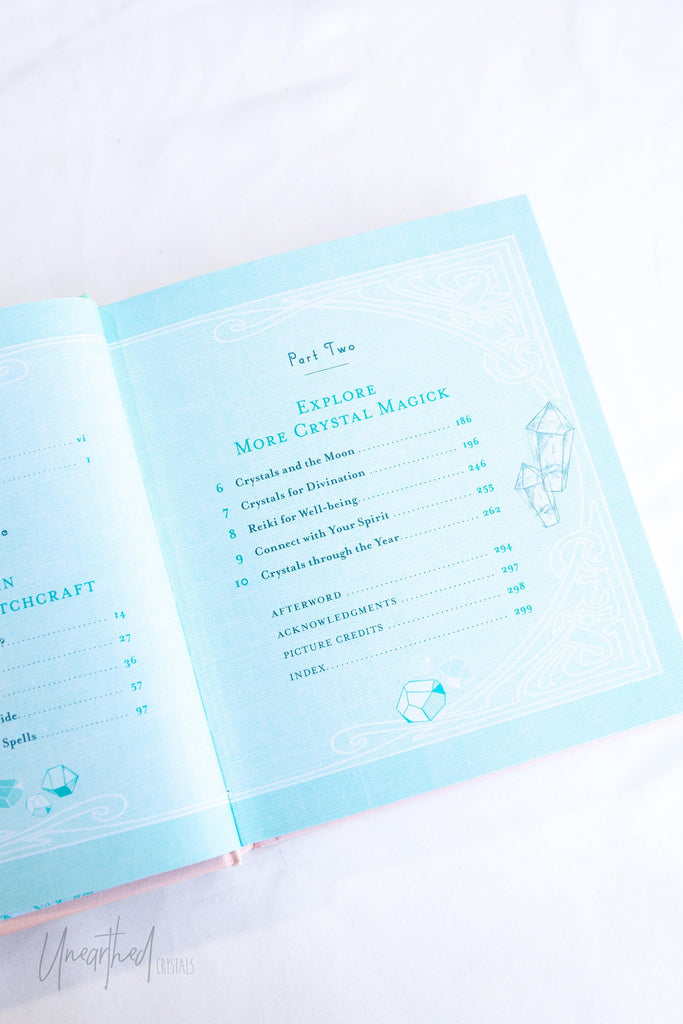 vi
1
e
IN
TCHCRAFT
? 14
27
36
ide 57
Spells 97
Part Two
EXPLORE
MORE CRYSTAL MAGICK
6 Crystals and the Moon 186
7 Crystals for Divination 196
8 Reiki for Well-being 246
9 Connect with Your Spirit 255
10 Crystals through the Year 262
AFTERWORD 294
ACKNOWLEDGMENTS 297
PICTURE CREDITS 298
INDEX 299
Unearthed CRYSTALS